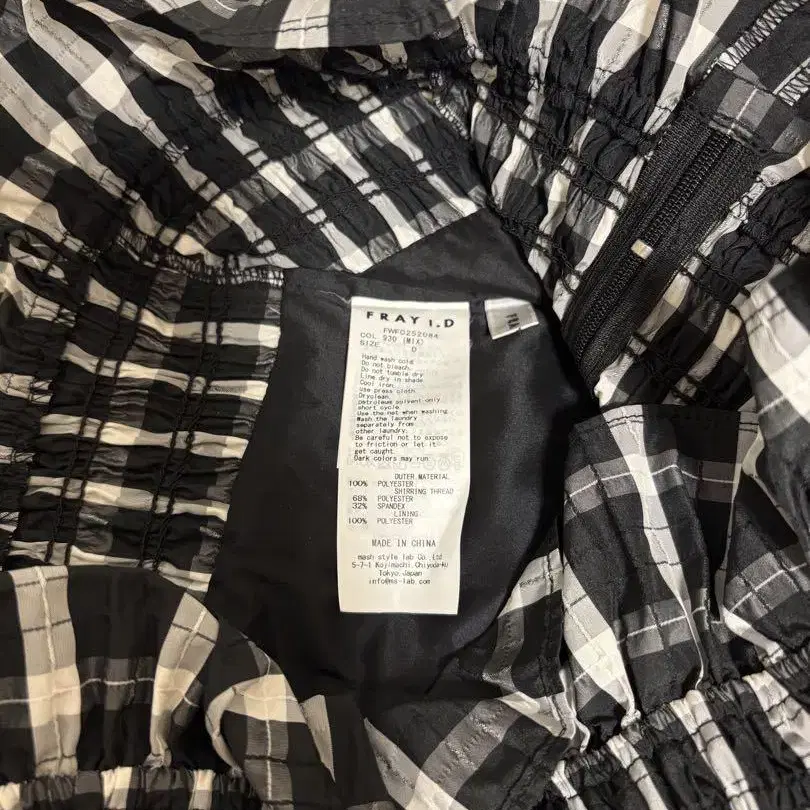 FRAY I.D
FWFO252084
COL 930 (MIX)
SIZE 0
Hand wash cold.
Do not bleach.
Do not tumble dry
Line dry in shade
Cool iron.
use press cloth
Dryclean.
petroleum solvent-only
short cycle.
Use the net when washing
Wash the laundry
separately from
other laundry.
Be careful not to expose
to friction or let it
get caught.
Dark colors may run.
OUTER MATERIAL
100% POLYESTER
SHIRRING THREAD
68% POLYESTER
32% SPANDEX
LINING
100% POLYESTER
MADE IN CHINA
mash style lab Co.,Ltd
5-7-1 Kojimachi,Chiyoda-ku
Tokyo,Japan
info@ms-lab.com